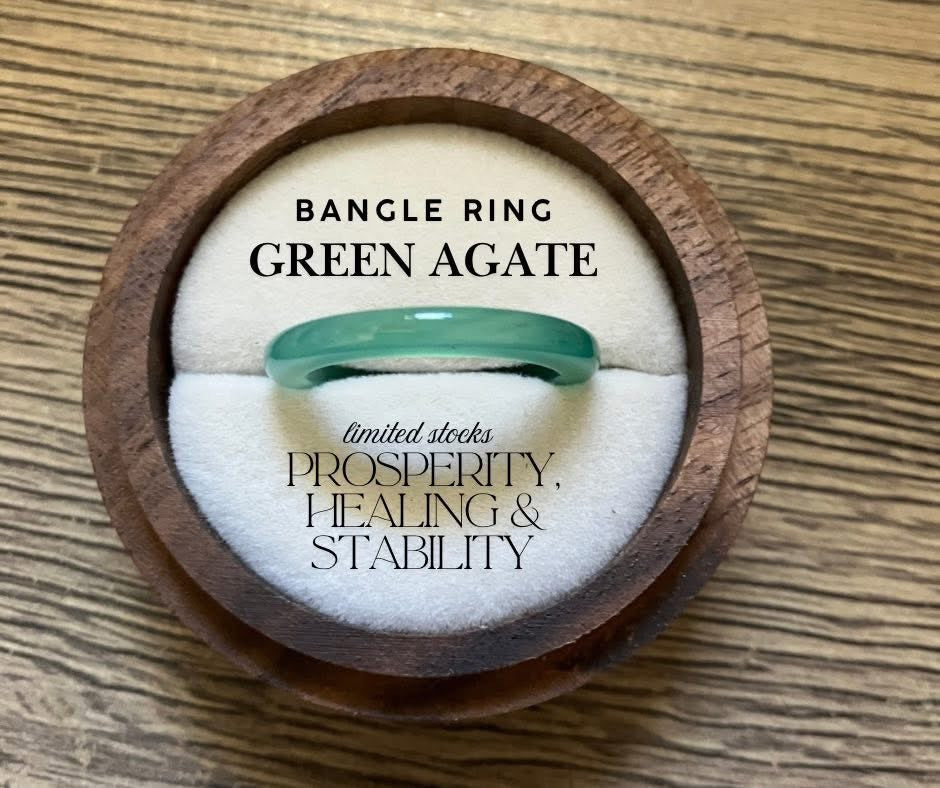 BANGLE RING
GREEN AGATE
limited stocks
PROSPERITY,
HEALING &
STABILITY